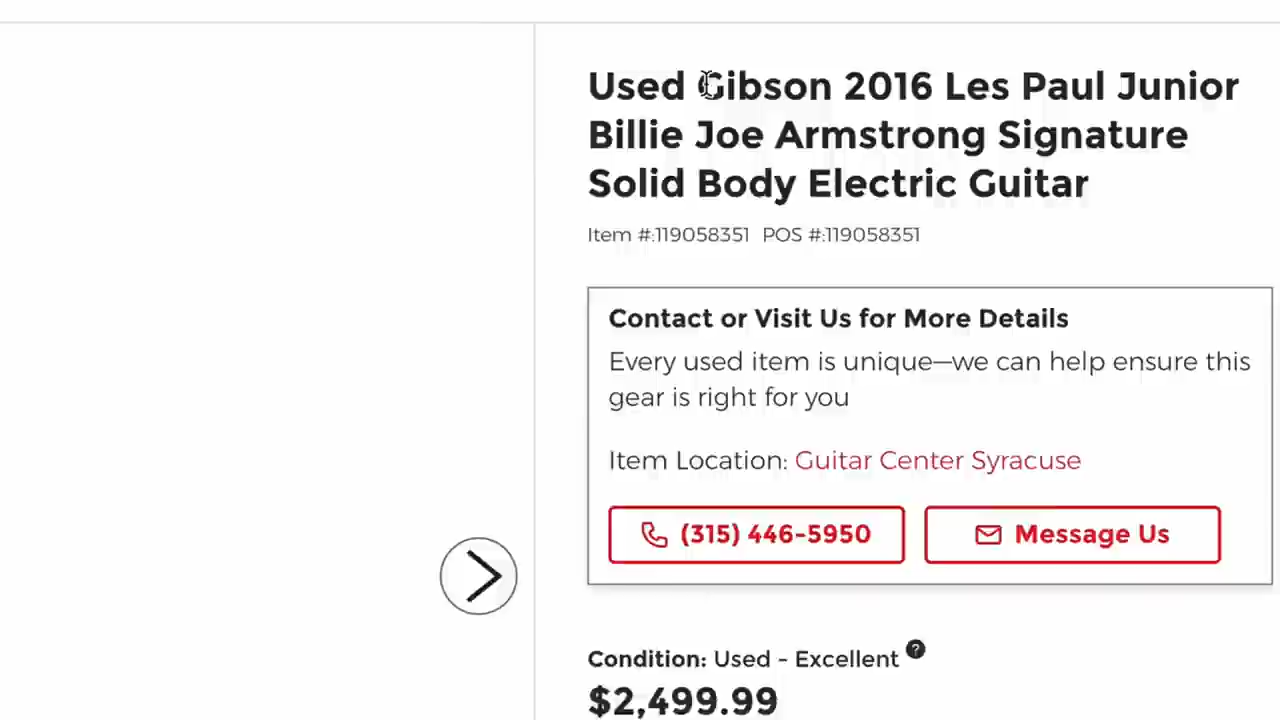 Used Gibson 2016 Les Paul Junior
Billie Joe Armstrong Signature
Solid Body Electric Guitar
Item #:119058351 POS #:119058351
Contact or Visit Us for More Details
Every used item is unique—we can help ensure this
gear is right for you
Item Location: Guitar Center Syracuse
(315) 446-5950
Message Us
Condition: Used - Excellent ?
$2,499.99